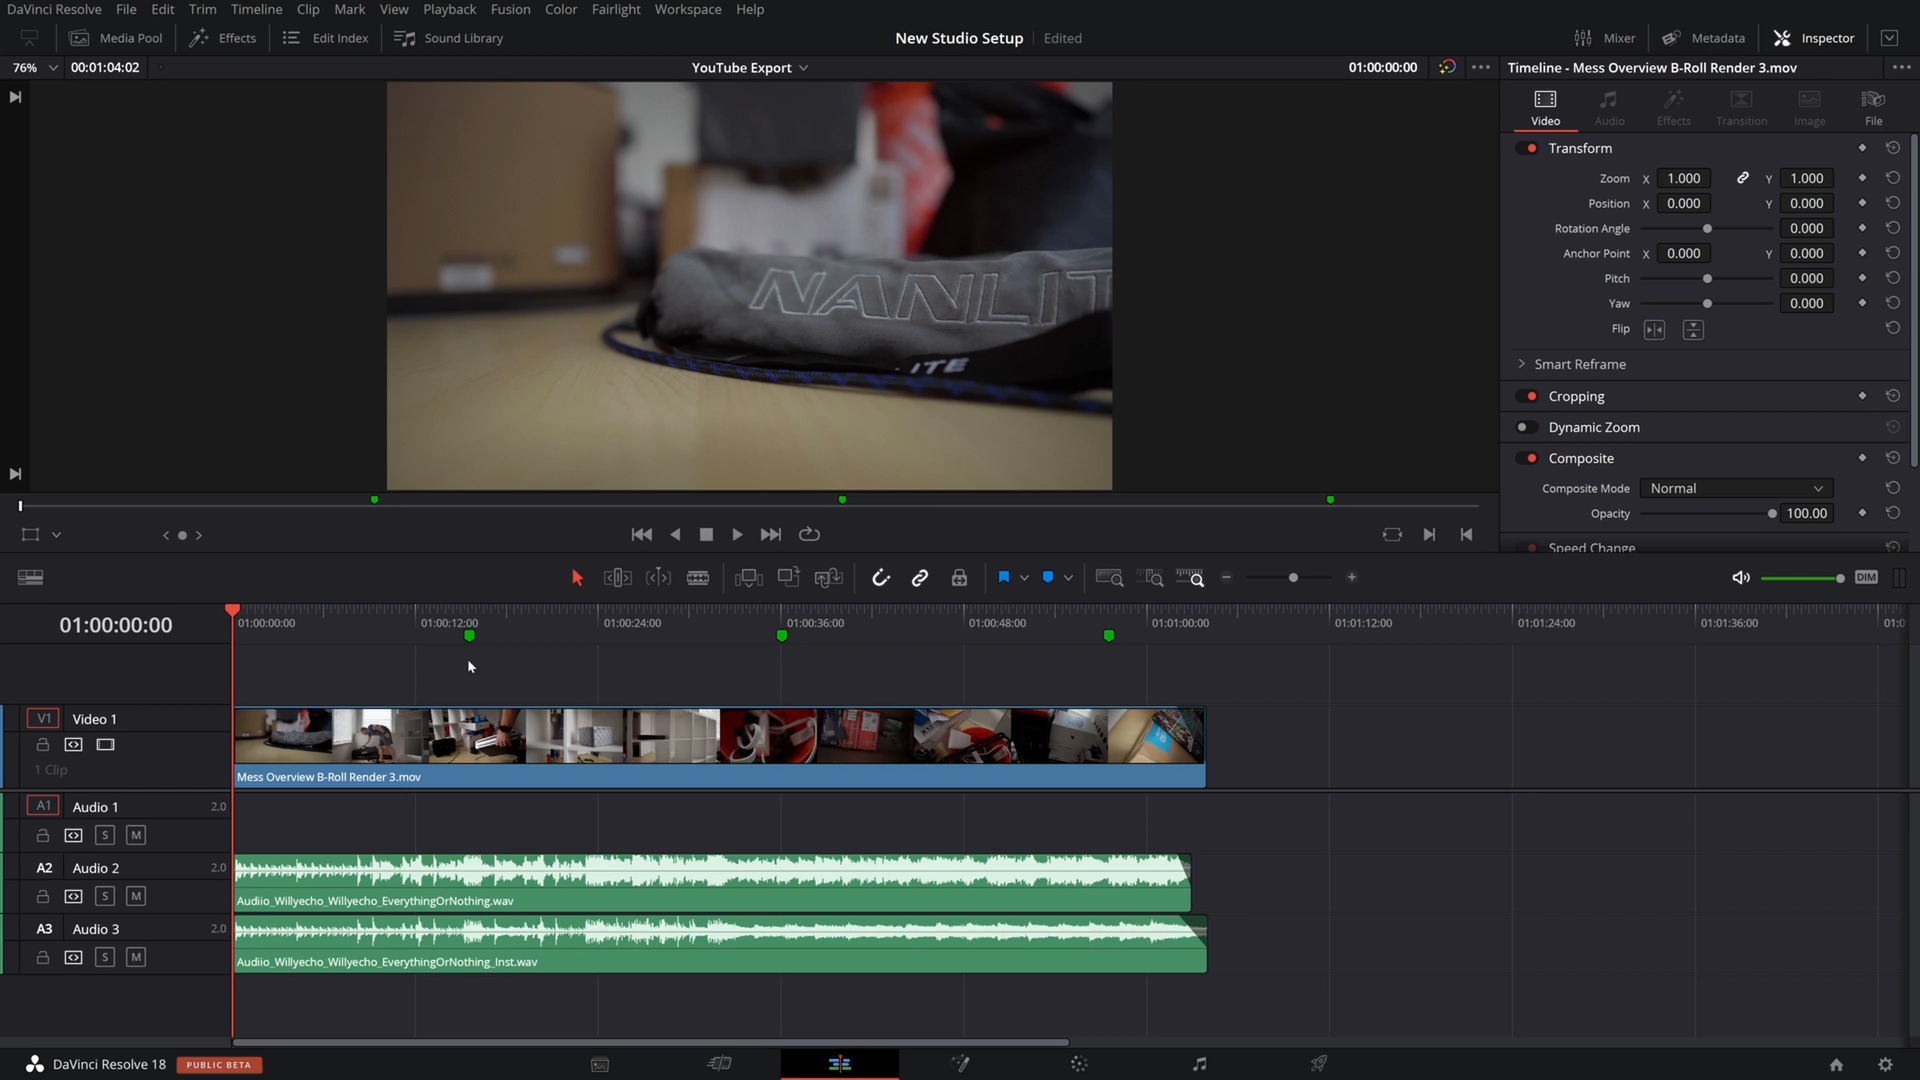 DaVinci Resolve File Edit Trim Timeline Clip Mark View Playback Fusion Color Fairlight Workspace Help
Media Pool Effects Edit Index Sound Library New Studio Setup Edited Mixer Metadata Inspector
76% 00:01:04:02 YouTube Export 01:00:00:00 Timeline - Mess Overview B-Roll Render 3.mov
Video Audio Effects Transition Image File
Transform
Zoom X 1.000 Y 1.000
Position X 0.000 Y 0.000
Rotation Angle 0.000
Anchor Point X 0.000 Y 0.000
Pitch 0.000
Yaw 0.000
Flip
Smart Reframe
Cropping
Dynamic Zoom
Composite
Composite Mode Normal
Opacity 100.00
Speed Change
NANLIT
LITE
DIM
01:00:00:00
01:00:00:00 01:00:12:00 01:00:24:00 01:00:36:00 01:00:48:00 01:01:00:00 01:01:12:00 01:01:24:00 01:01:36:00 01:0
V1 Video 1
1 Clip
Mess Overview B-Roll Render 3.mov
A1 Audio 1 2.0
S M
A2 Audio 2 2.0
S M
Audiio_Willyecho_Willyecho_EverythingOrNothing.wav
A3 Audio 3 2.0
S M
Audiio_Willyecho_Willyecho_EverythingOrNothing_Inst.wav
DaVinci Resolve 18 PUBLIC BETA